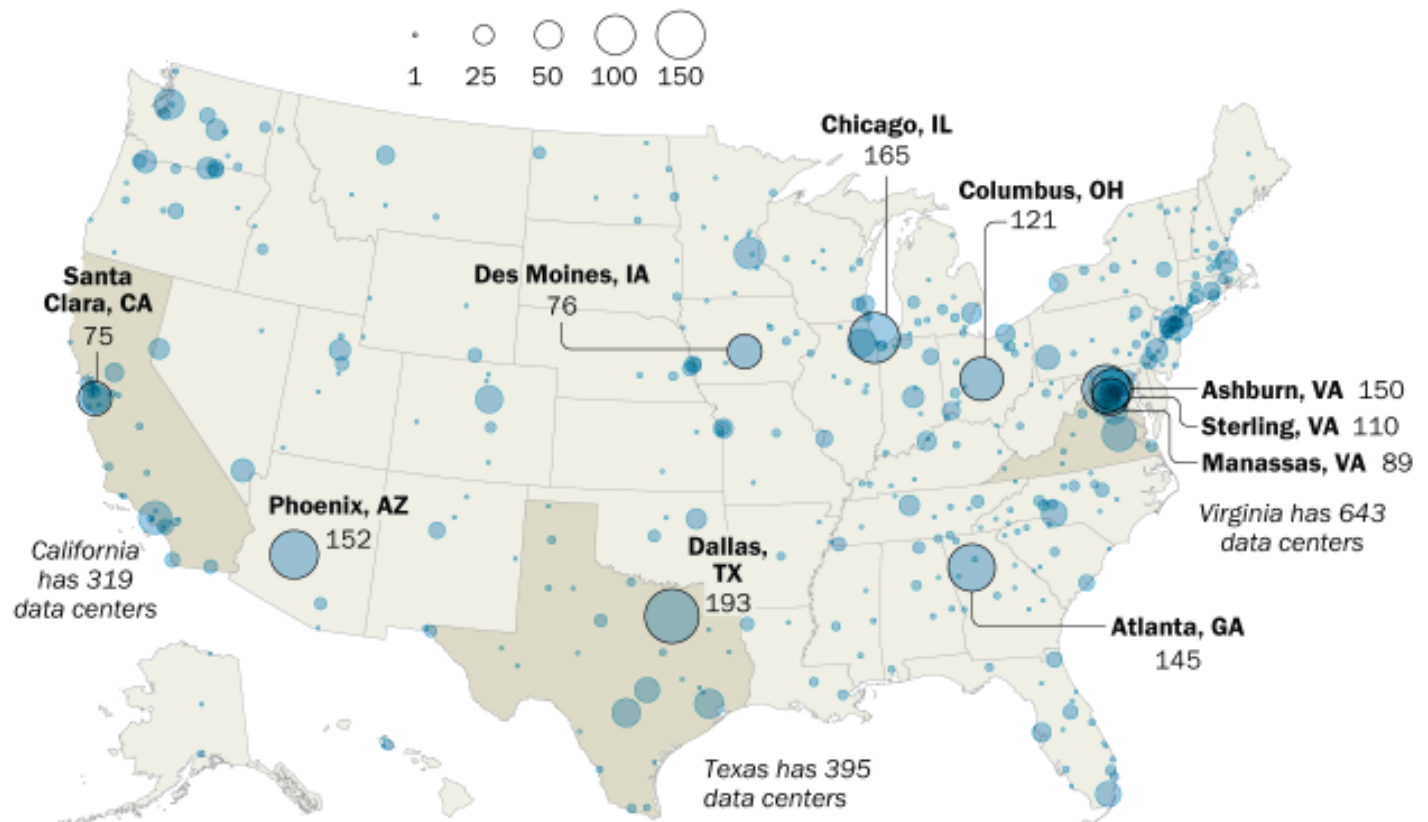 1 25 50 100 150
Chicago, IL
165
Columbus, OH
121
Santa
Clara, CA
75
Des Moines, IA
76
Ashburn, VA 150
Sterling, VA 110
Manassas, VA 89
Virginia has 643
data centers
Phoenix, AZ
152
California
has 319
data centers
Dallas,
TX
193
Atlanta, GA
145
Texas has 395
data centers